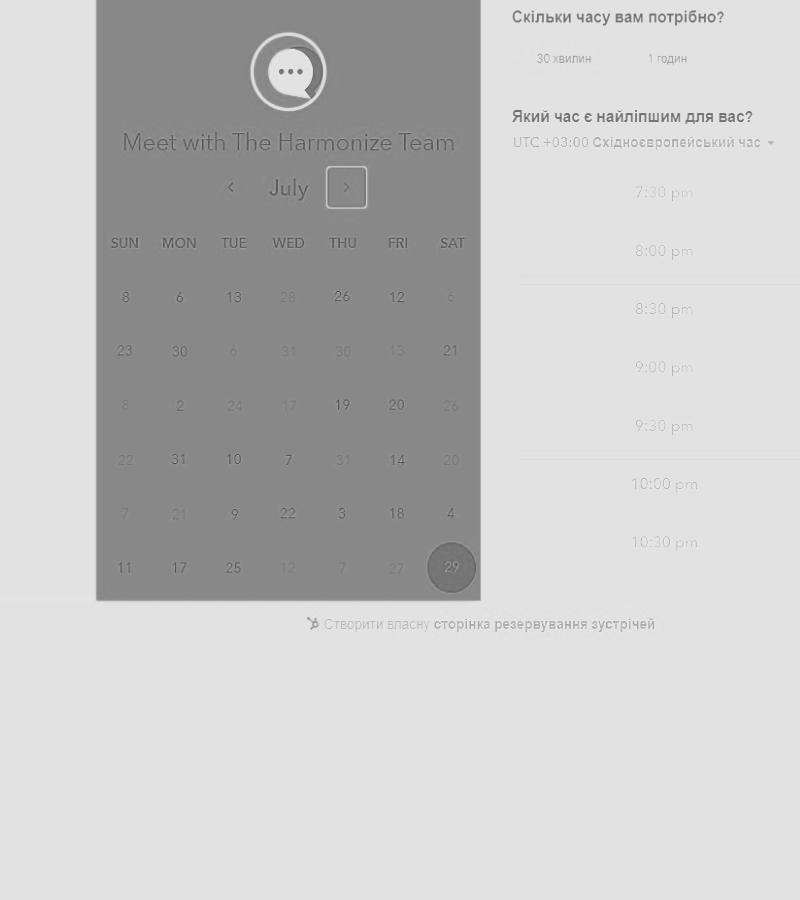 Meet with The Harmonize Team
July
SUN MON TUE WED THU FRI SAT
8 6 13 28 26 12 6
23 30 6 31 30 13 21
8 2 24 17 19 20 26
22 31 10 7 31 14 20
7 21 9 22 3 18 4
11 17 25 12 7 27 29
Скільки часу вам потрібно?
30 хвилин 1 годин
Який час є найліпшим для вас?
UTC +03:00 Східноєвропейський час
7:30 pm
8:00 pm
8:30 pm
9:00 pm
9:30 pm
10:00 pm
10:30 pm
Створити власну сторінка резервування зустрічей